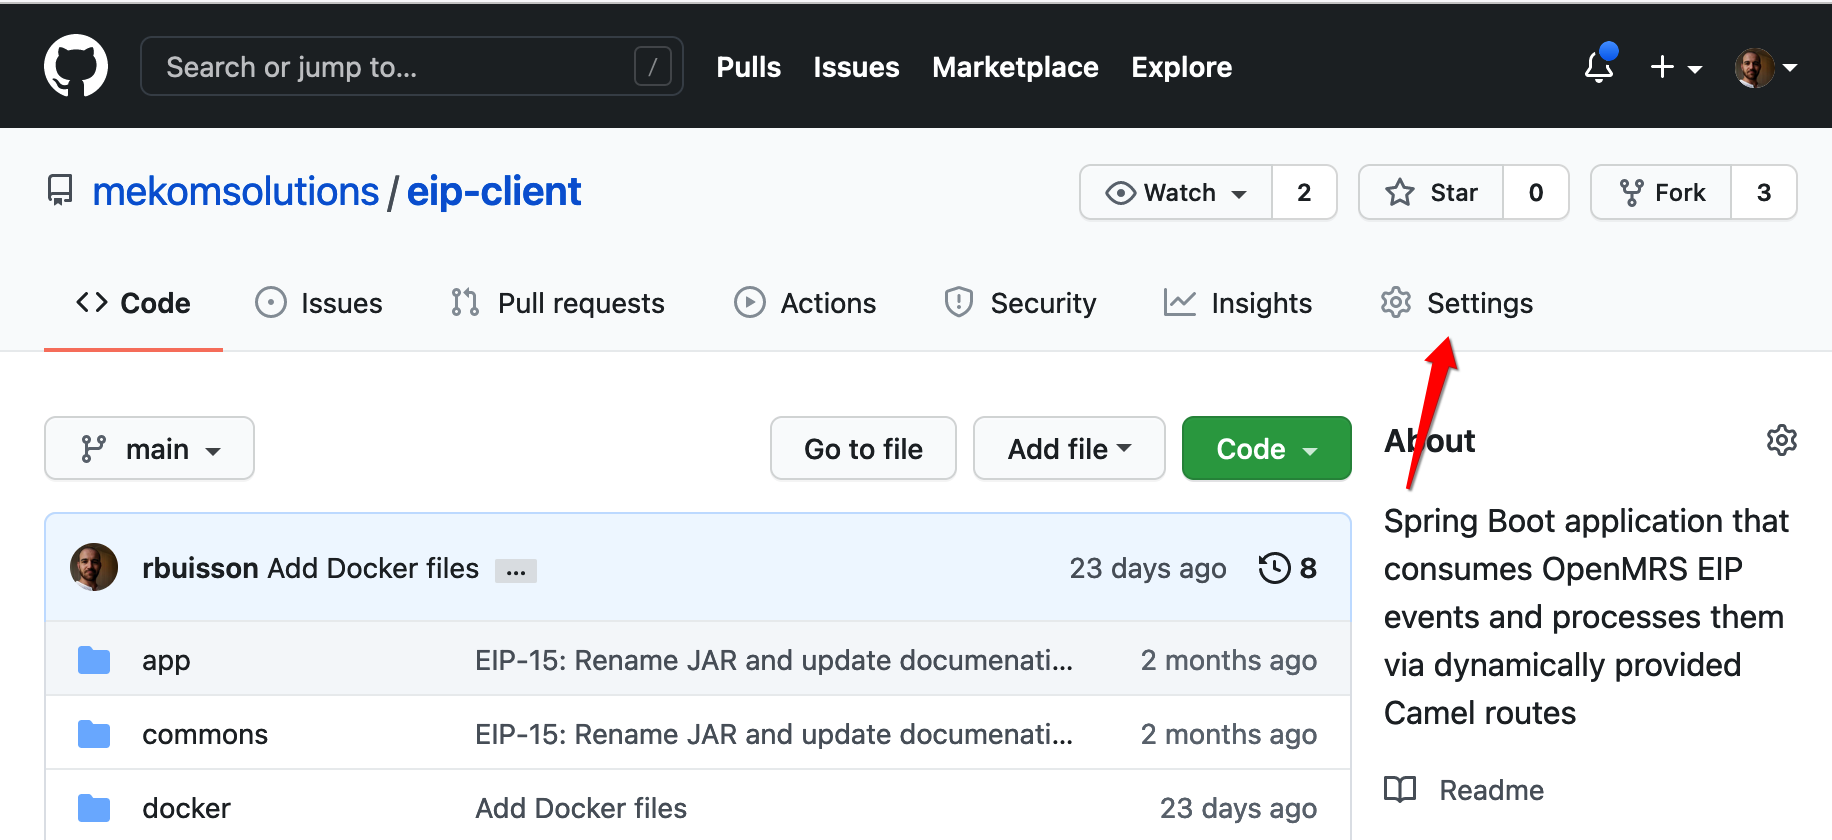 Search or jump to... / Pulls Issues Marketplace Explore
mekomsolutions / eip-client Watch 2 Star 0 Fork 3
Code Issues Pull requests Actions Security Insights Settings
main Go to file Add file Code
About
rbuisson Add Docker files ... 23 days ago 8
app EIP-15: Rename JAR and update documenati... 2 months ago
commons EIP-15: Rename JAR and update documenati... 2 months ago
docker Add Docker files 23 days ago
Spring Boot application that
consumes OpenMRS EIP
events and processes them
via dynamically provided
Camel routes
Readme